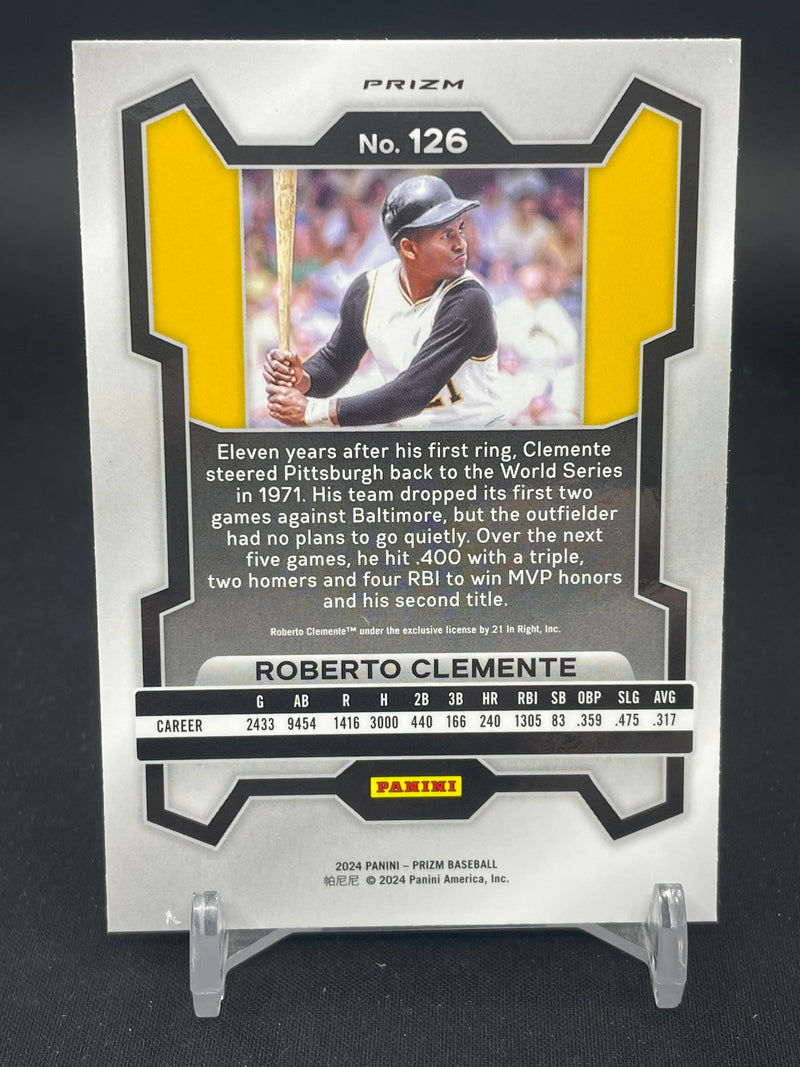 PRIZM
No. 126
21
Eleven years after his first ring, Clemente
steered Pittsburgh back to the World Series
in 1971. His team dropped its first two
games against Baltimore, but the outfielder
had no plans to go quietly. Over the next
five games, he hit .400 with a triple,
two homers and four RBI to win MVP honors
and his second title.
Roberto Clemente™ under the exclusive license by 21 In Right, Inc.
ROBERTO CLEMENTE
G AB R H 2B 3B HR RBI SB OBP SLG AVG
CAREER 2433 9454 1416 3000 440 166 240 1305 83 .359 .475 .317
PANINI
2024 PANINI – PRIZM BASEBALL
帕尼尼 © 2024 Panini America, Inc.